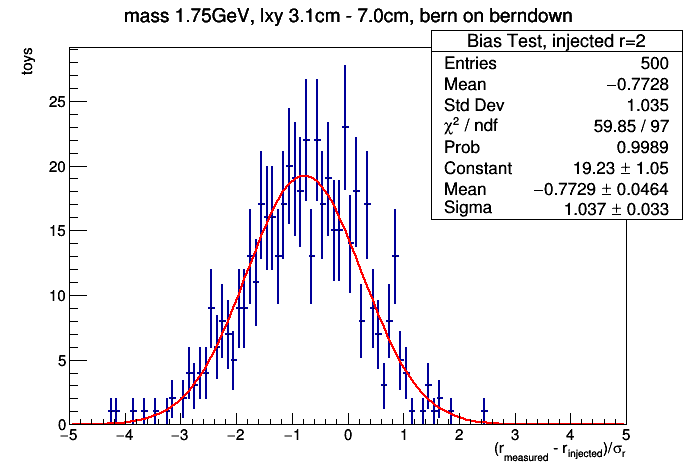 mass 1.75GeV, lxy 3.1cm - 7.0cm, bern on berndown
Bias Test, injected r=2
Entries 500
Mean −0.7728
Std Dev 1.035
χ² / ndf 59.85 / 97
Prob 0.9989
Constant 19.23 ± 1.05
Mean −0.7729 ± 0.0464
Sigma 1.037 ± 0.033
toys
25
20
15
10
5
0
−5 −4 −3 −2 −1 0 1 2 3 4 5
(r_measured - r_injected)/σ_r